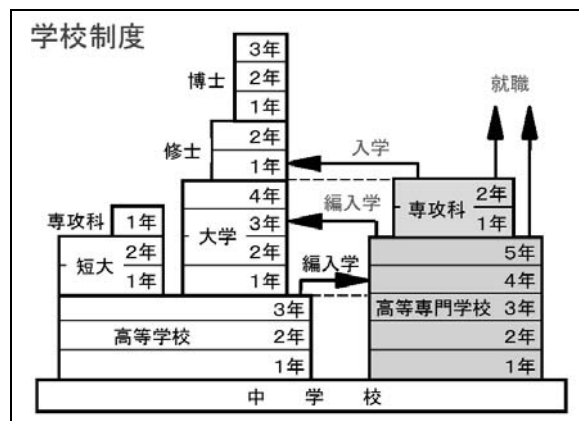 学校制度
博士
3年
2年
1年
修士
2年
1年
入学
就職
専攻科
1年
短大
2年
1年
大学
4年
3年
2年
1年
編入学
編入学
専攻科
2年
1年
高等学校
3年
2年
1年
高等専門学校
5年
4年
3年
2年
1年
中学校